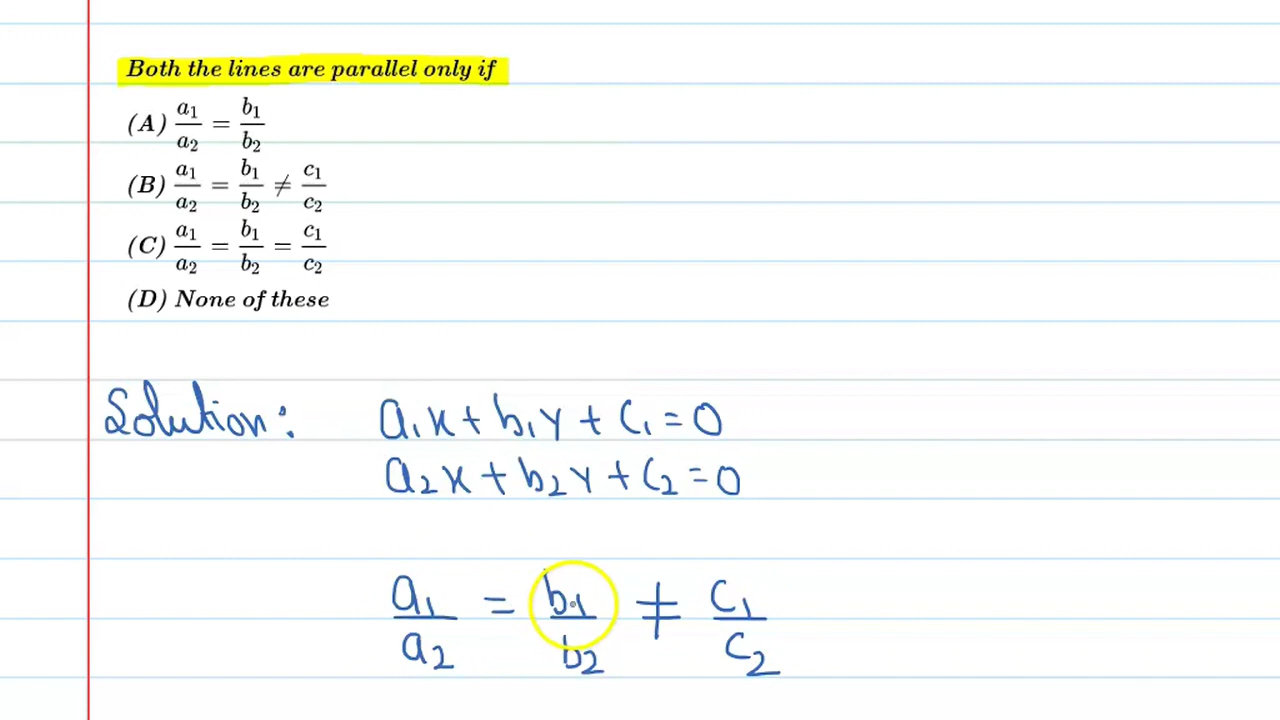 Both the lines are parallel only if
(A) a₁/a₂ = b₁/b₂
(B) a₁/a₂ = b₁/b₂ ≠ c₁/c₂
(C) a₁/a₂ = b₁/b₂ = c₁/c₂
(D) None of these
Solution: a₁x + b₁y + c₁ = 0
a₂x + b₂y + c₂ = 0
a₁/a₂ = b₁/b₂ ≠ c₁/c₂